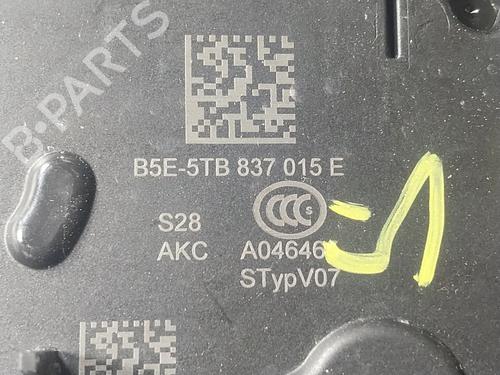 B-PARTS
B5E-5TB 837 015 E
CCC S
S28
AKC A04646
STypV07